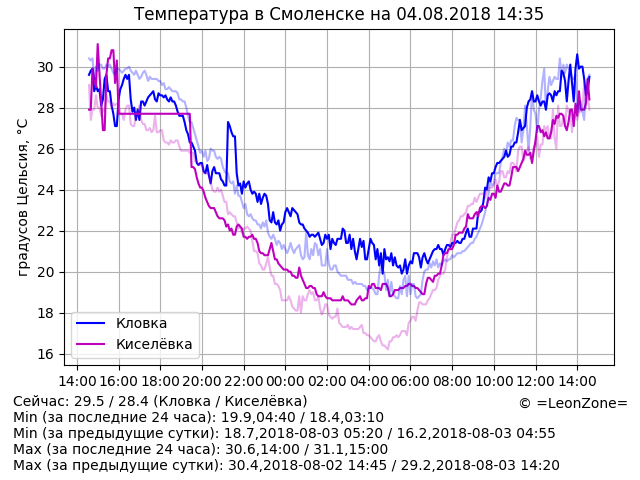 Температура в Смоленске на 04.08.2018 14:35
градусов Цельсия, °C
30
28
26
24
22
20
18
16
Кловка
Киселёвка
14:00 16:00 18:00 20:00 22:00 00:00 02:00 04:00 06:00 08:00 10:00 12:00 14:00
Сейчас: 29.5 / 28.4 (Кловка / Киселёвка)
© =LeonZone=
Min (за последние 24 часа): 19.9,04:40 / 18.4,03:10
Min (за предыдущие сутки): 18.7,2018-08-03 05:20 / 16.2,2018-08-03 04:55
Max (за последние 24 часа): 30.6,14:00 / 31.1,15:00
Max (за предыдущие сутки): 30.4,2018-08-02 14:45 / 29.2,2018-08-03 14:20